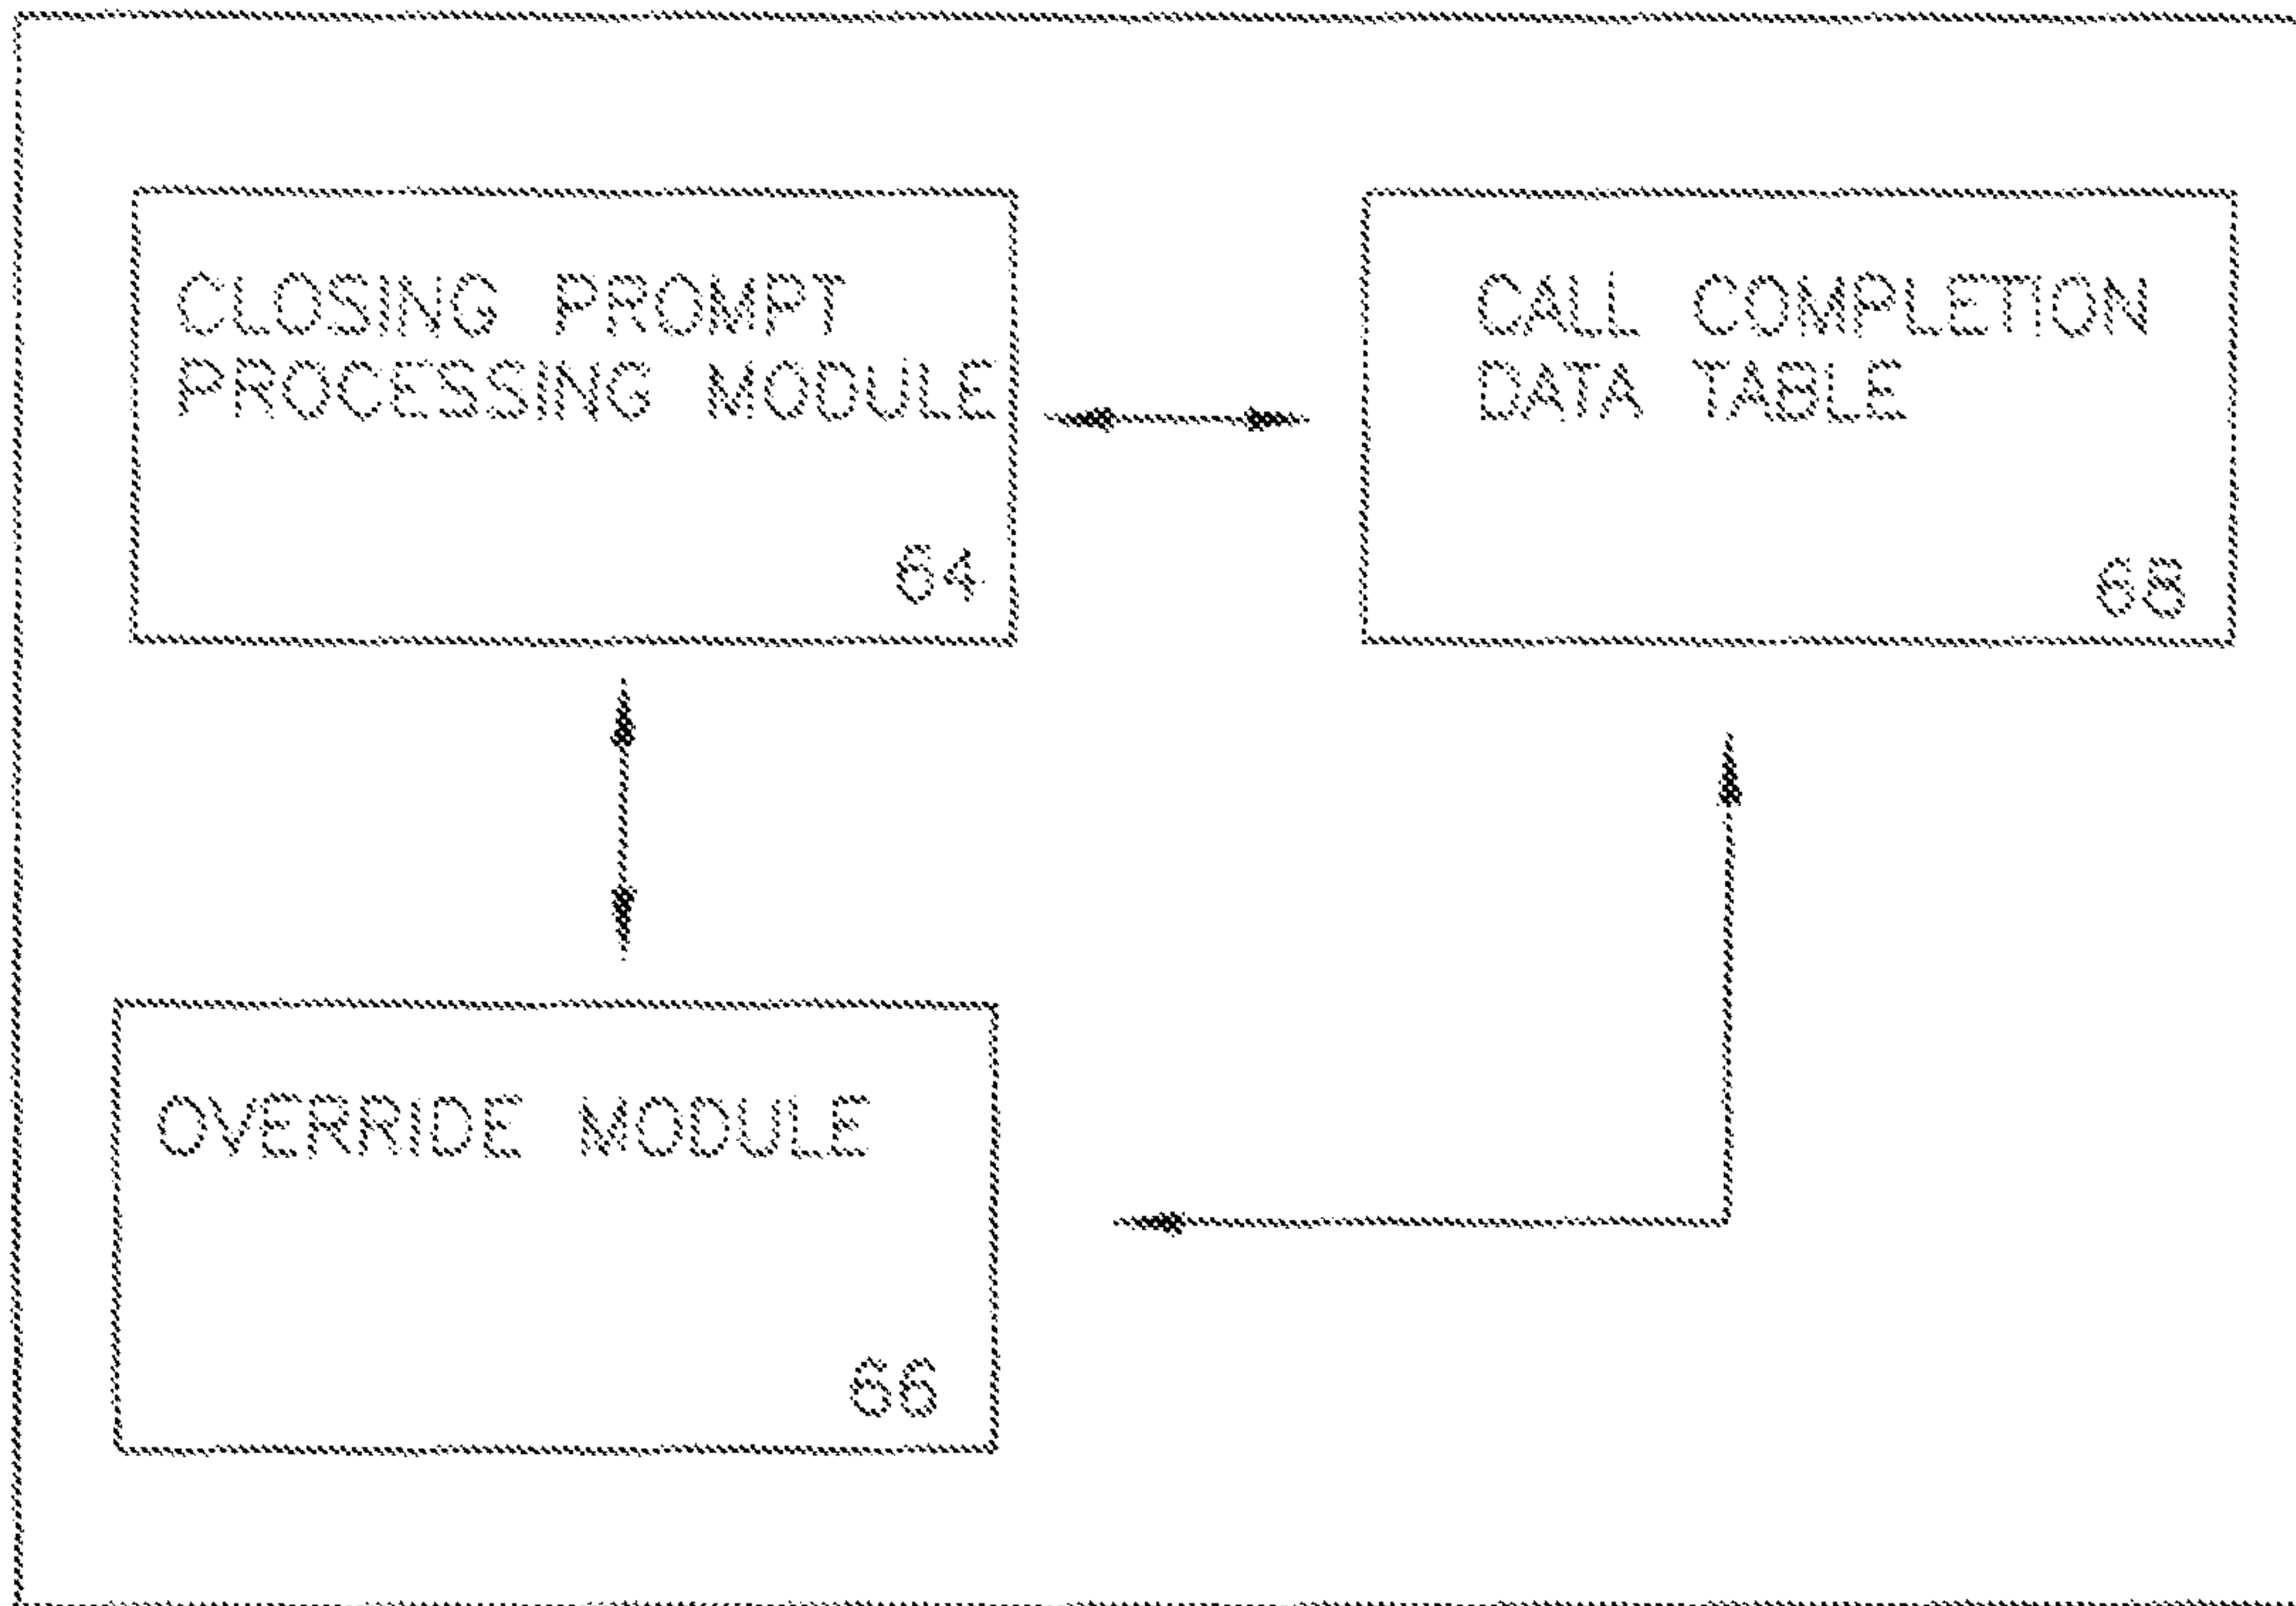 CLOSING PROMPT
PROCESSING MODULE
64
CALL COMPLETION
DATA TABLE
68
OVERRIDE MODULE
66